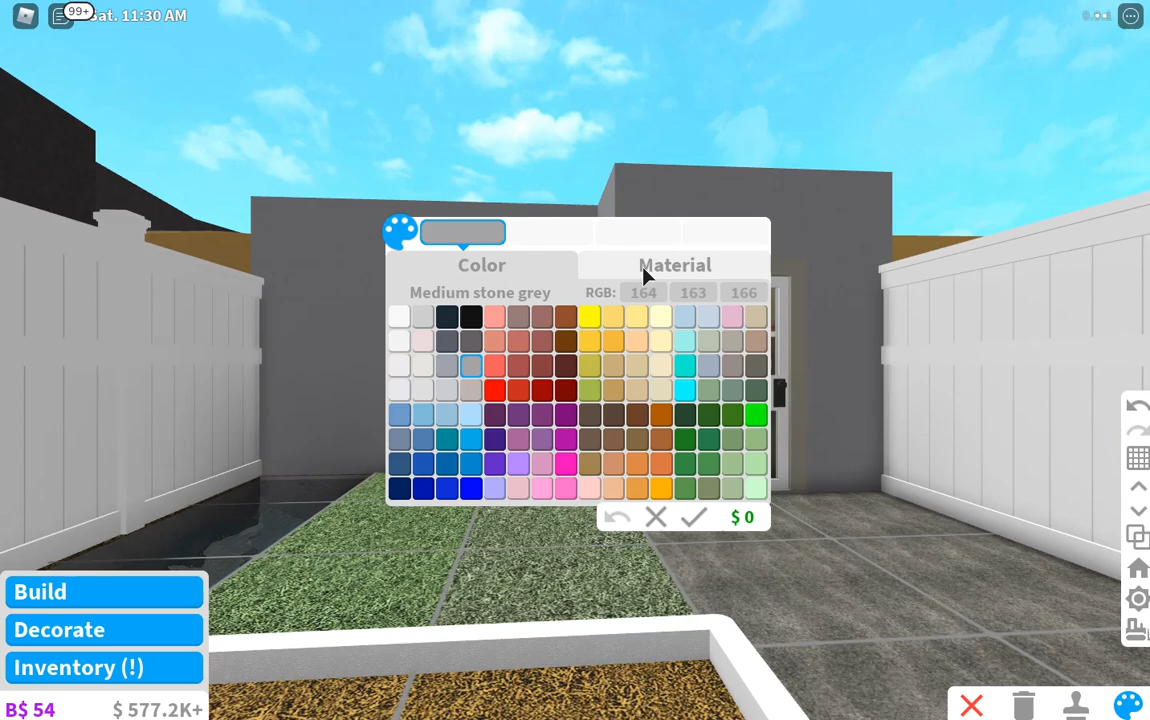 99+
Sat. 11:30 AM
Color
Material
Medium stone grey
RGB: 164 163 166
$ 0
Build
Decorate
Inventory (!)
B$ 54
$ 577.2K+